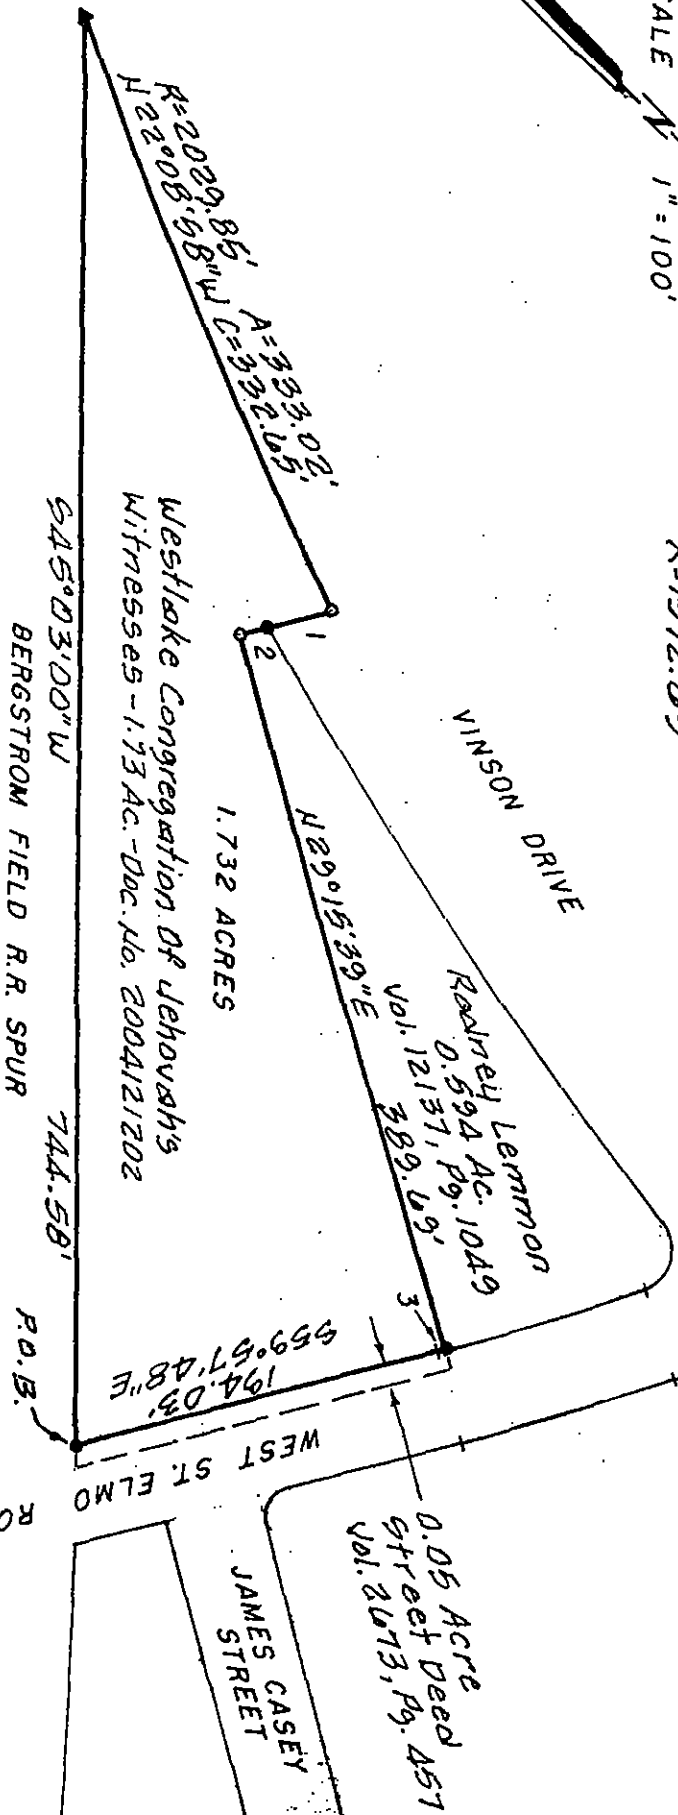 SCALE 1" = 100'
N
R=2029.85' A=333.02'
N22°08'58"W C=332.65'
1
2
VINSON DRIVE
Rodney Lemmon
0.594 Ac.
Vol. 12137, Pg. 1049
N29°15'39"E 389.69'
3
1.732 ACRES
Westlake Congregation Of Jehovah's
Witnesses - 1.73 Ac. - Doc. No. 2004121202
S45°03'00"W 744.58'
BERGSTROM FIELD R.R. SPUR
P.O.B.
S59°57'48"E
194.03'
WEST ST. ELMO RO
JAMES CASEY
STREET
0.05 Acre
Street Deed
Vol. 2673, Pg. 457